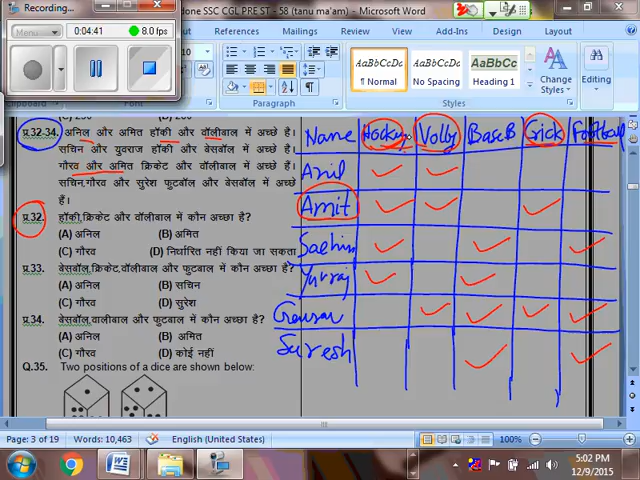 Recording...
done SSC CGL PRE ST - 58 (tanu ma'am) - Microsoft Word
Menu
0:04:41
8.0 fps
References
Mailings
Review
View
Add-Ins
Design
Layout
10
AaBbCcDc
AaBbCcDc
AaBbC
¶ Normal
No Spacing
Heading 1
Change
Styles
Editing
Paragraph
Styles
प्र.32-34. अनिल और अमित हॉकी और वॉलीबाल में अच्छे हैं।
सचिन और युवराज हॉकी और बेसबॉल में अच्छे हैं।
गौरव और अमित क्रिकेट और वॉलीबाल में अच्छे हैं।
सचिन,गौरव और सुरेश फुटबॉल और बेसबॉल में अच्छे
हैं।
प्र.32. हॉकी,क्रिकेट और वॉलीबाल में कौन अच्छा है?
(A) अनिल (B) अमित
(C) गौरव (D) निर्धारित नहीं किया जा सकता
प्र.33. बेसबॉल,क्रिकेट,वॉलीबाल और फुटबाल में कौन अच्छा है?
(A) अनिल (B) सचिन
(C) गौरव (D) सुरेश
प्र.34. बेसबॉल,वालीबाल और फुटबाल में कौन अच्छा है?
(A) अनिल (B) अमित
(C) गौरव (D) कोई नहीं
Q.35. Two positions of a dice are shown below:
Name Hockey Volly BaseB Crick Football
Anil
Amit
Sachin
Yuvraj
Gourav
Suresh
Page: 3 of 19
Words: 10,463
English (United States)
100%
5:02 PM
12/9/2015